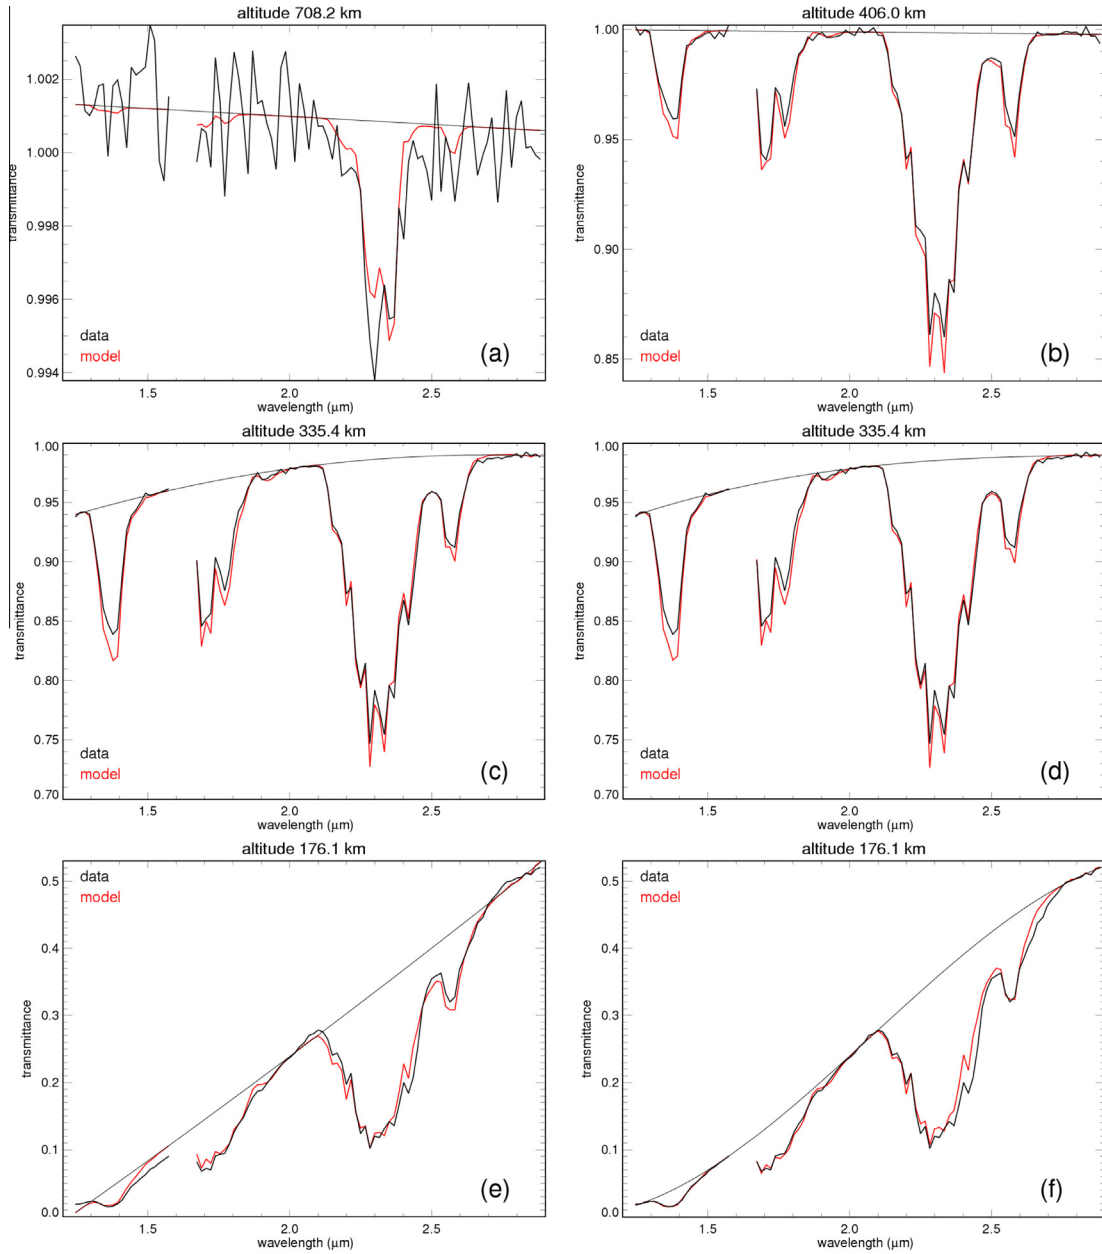 altitude 708.2 km
1.002
1.000
0.998
0.996
0.994
transmittance
data
model
(a)
1.5
2.0
2.5
wavelength (μm)
altitude 406.0 km
1.00
0.95
0.90
0.85
transmittance
data
model
(b)
1.5
2.0
2.5
wavelength (μm)
altitude 335.4 km
1.00
0.95
0.90
0.85
0.80
0.75
0.70
transmittance
data
model
(c)
1.5
2.0
2.5
wavelength (μm)
altitude 335.4 km
1.00
0.95
0.90
0.85
0.80
0.75
0.70
transmittance
data
model
(d)
1.5
2.0
2.5
wavelength (μm)
altitude 176.1 km
0.5
0.4
0.3
0.2
0.1
0.0
transmittance
data
model
(e)
1.5
2.0
2.5
wavelength (μm)
altitude 176.1 km
0.5
0.4
0.3
0.2
0.1
0.0
transmittance
data
model
(f)
1.5
2.0
2.5
wavelength (μm)